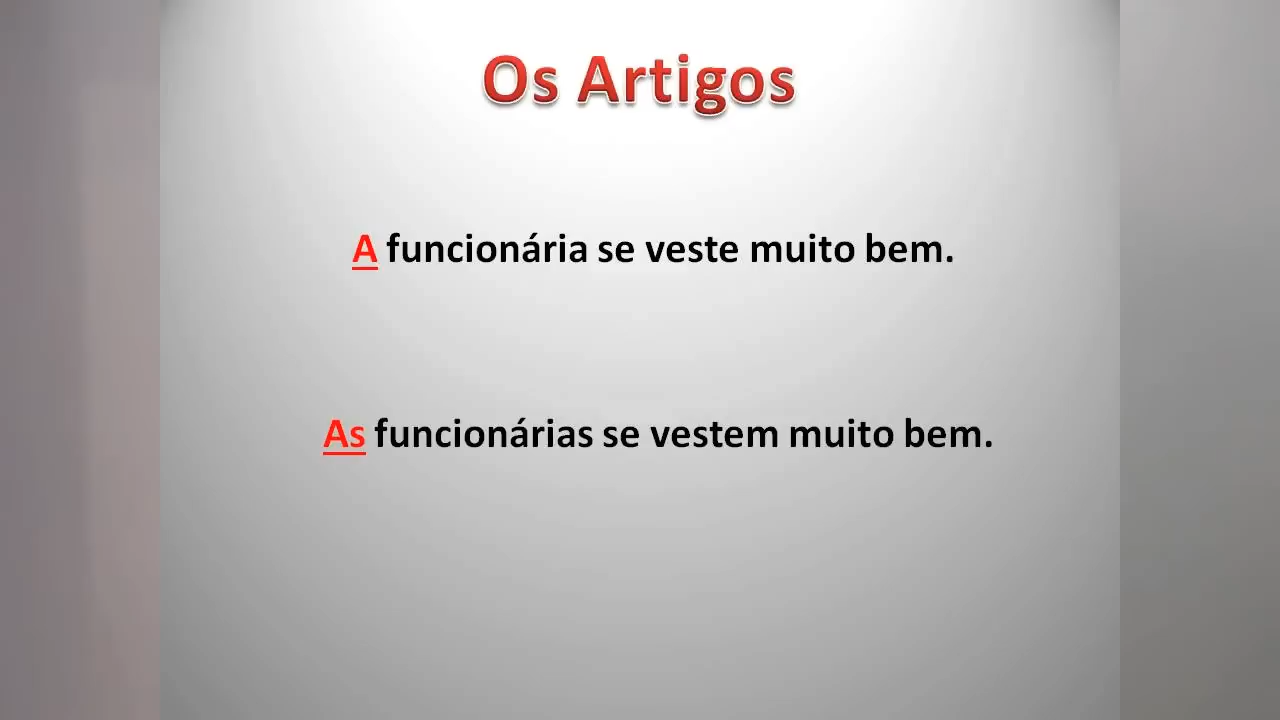 Os Artigos
A funcionária se veste muito bem.
As funcionárias se vestem muito bem.